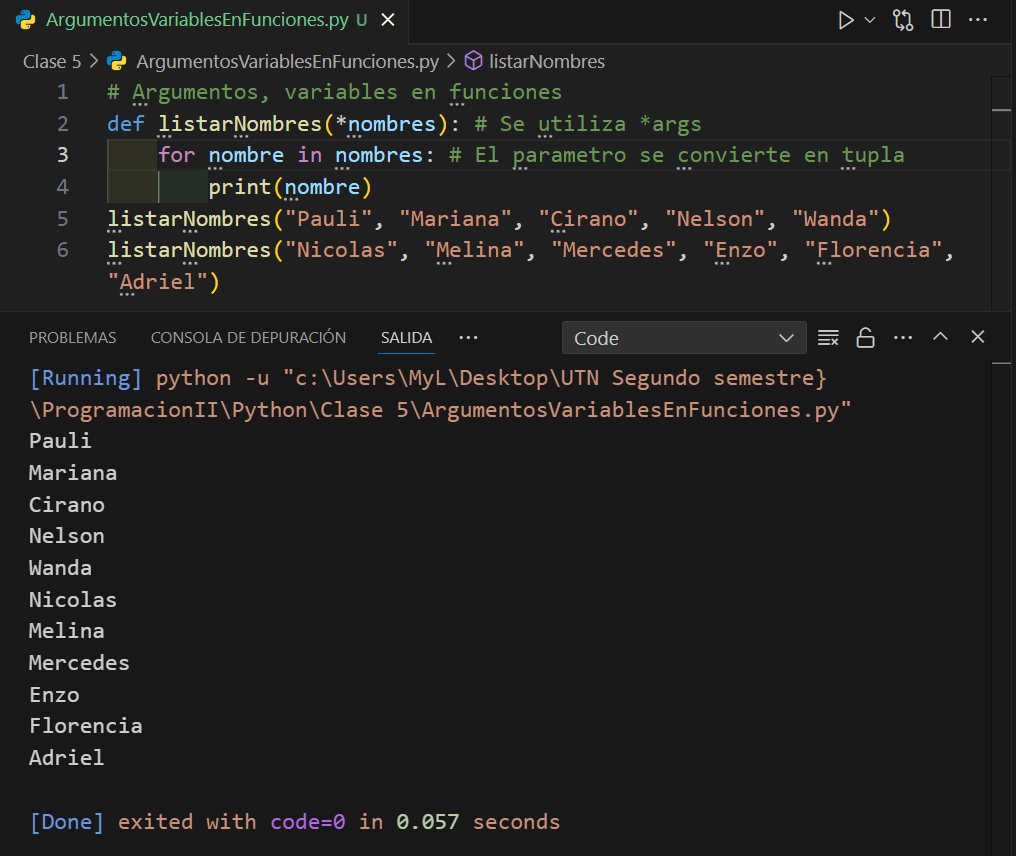 ArgumentosVariablesEnFunciones.py U
Clase 5 > ArgumentosVariablesEnFunciones.py > listarNombres
1 # Argumentos, variables en funciones
2 def listarNombres(*nombres): # Se utiliza *args
3 for nombre in nombres: # El parametro se convierte en tupla
4 print(nombre)
5 listarNombres("Pauli", "Mariana", "Cirano", "Nelson", "Wanda")
6 listarNombres("Nicolas", "Melina", "Mercedes", "Enzo", "Florencia",
"Adriel")
PROBLEMAS CONSOLA DE DEPURACIÓN SALIDA ··· Code
[Running] python -u "c:\Users\MyL\Desktop\UTN Segundo semestre}
\ProgramacionII\Python\Clase 5\ArgumentosVariablesEnFunciones.py"
Pauli
Mariana
Cirano
Nelson
Wanda
Nicolas
Melina
Mercedes
Enzo
Florencia
Adriel
[Done] exited with code=0 in 0.057 seconds